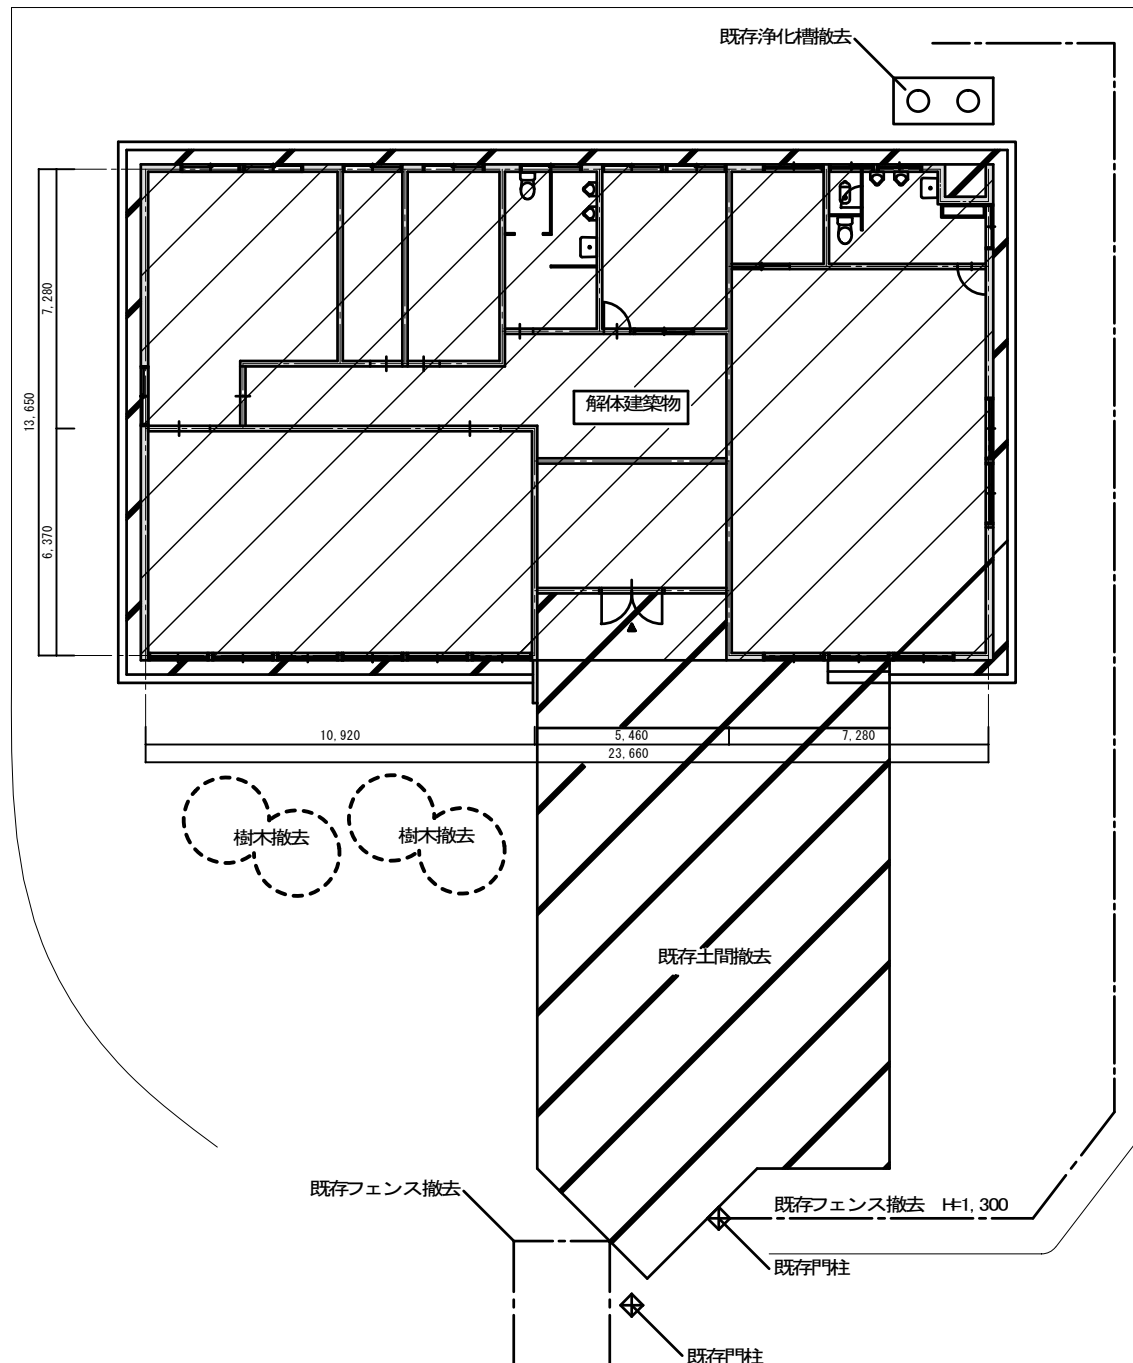 既存浄化槽撤去
7,280
13,650
解体建築物
6,370
10,920
5,460
7,280
23,660
樹木撤去
樹木撤去
既存土間撤去
既存フェンス撤去
既存フェンス撤去 H=1,300
既存門柱
既存門柱